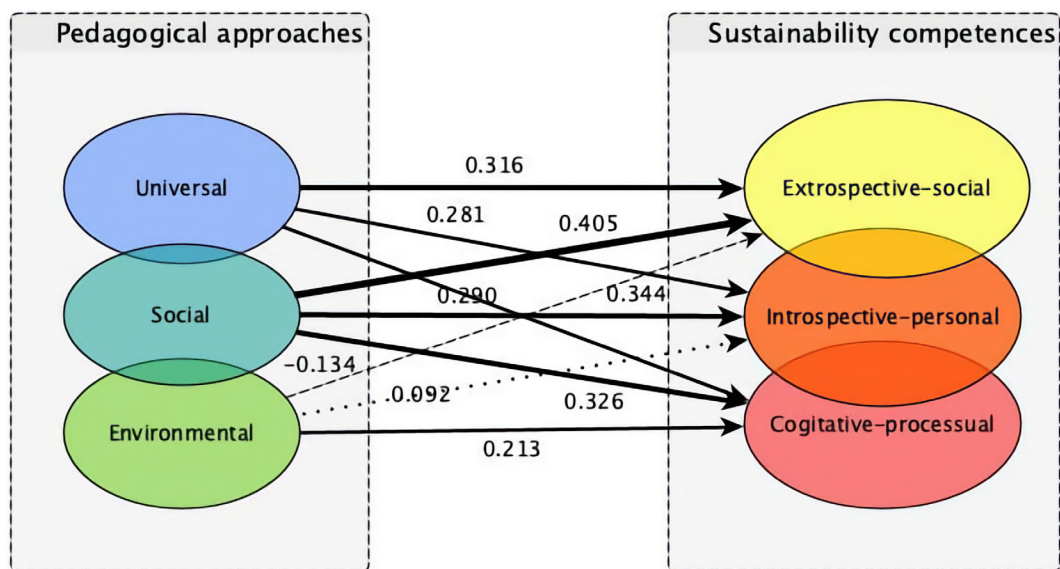 Pedagogical approaches
Sustainability competences
Universal
0.316
Extrospective-social
0.281
0.405
Social
0.290
0.344
Introspective-personal
-0.134
0.092
0.326
Environmental
Cogitative-processual
0.213